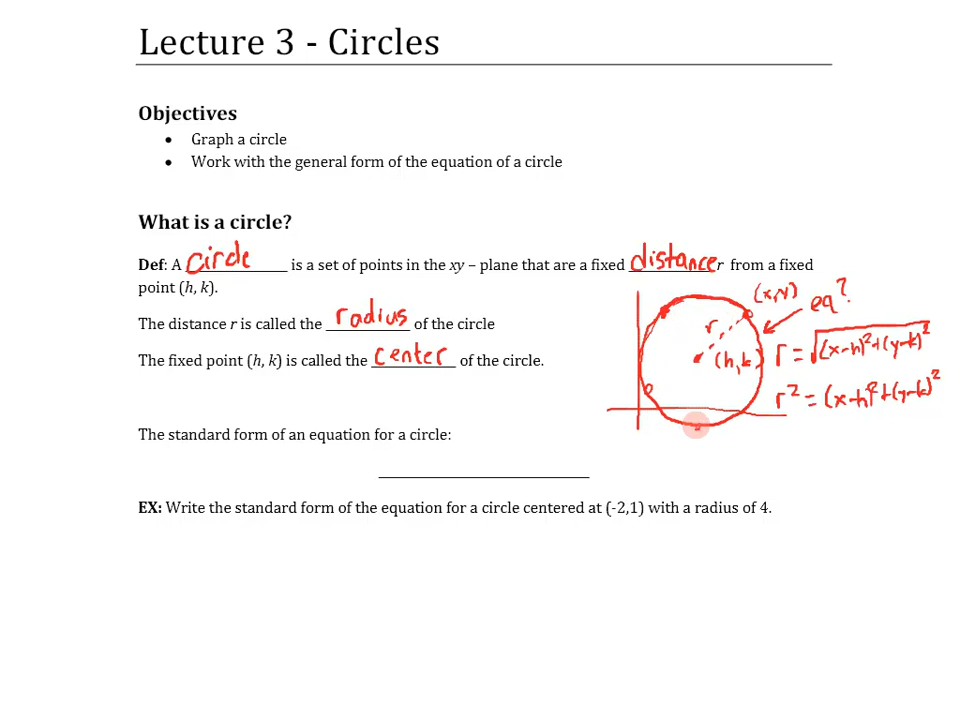 Lecture 3 - Circles
Objectives
• Graph a circle
• Work with the general form of the equation of a circle
What is a circle?
Def: A circle is a set of points in the xy – plane that are a fixed distance r from a fixed
point (h, k).
The distance r is called the radius of the circle
The fixed point (h, k) is called the center of the circle.
(x,y)
eq?
r
(h,k)
r = √(x-h)²+(y-k)²
r² = (x-h)²+(y-k)²
The standard form of an equation for a circle:
EX: Write the standard form of the equation for a circle centered at (-2,1) with a radius of 4.